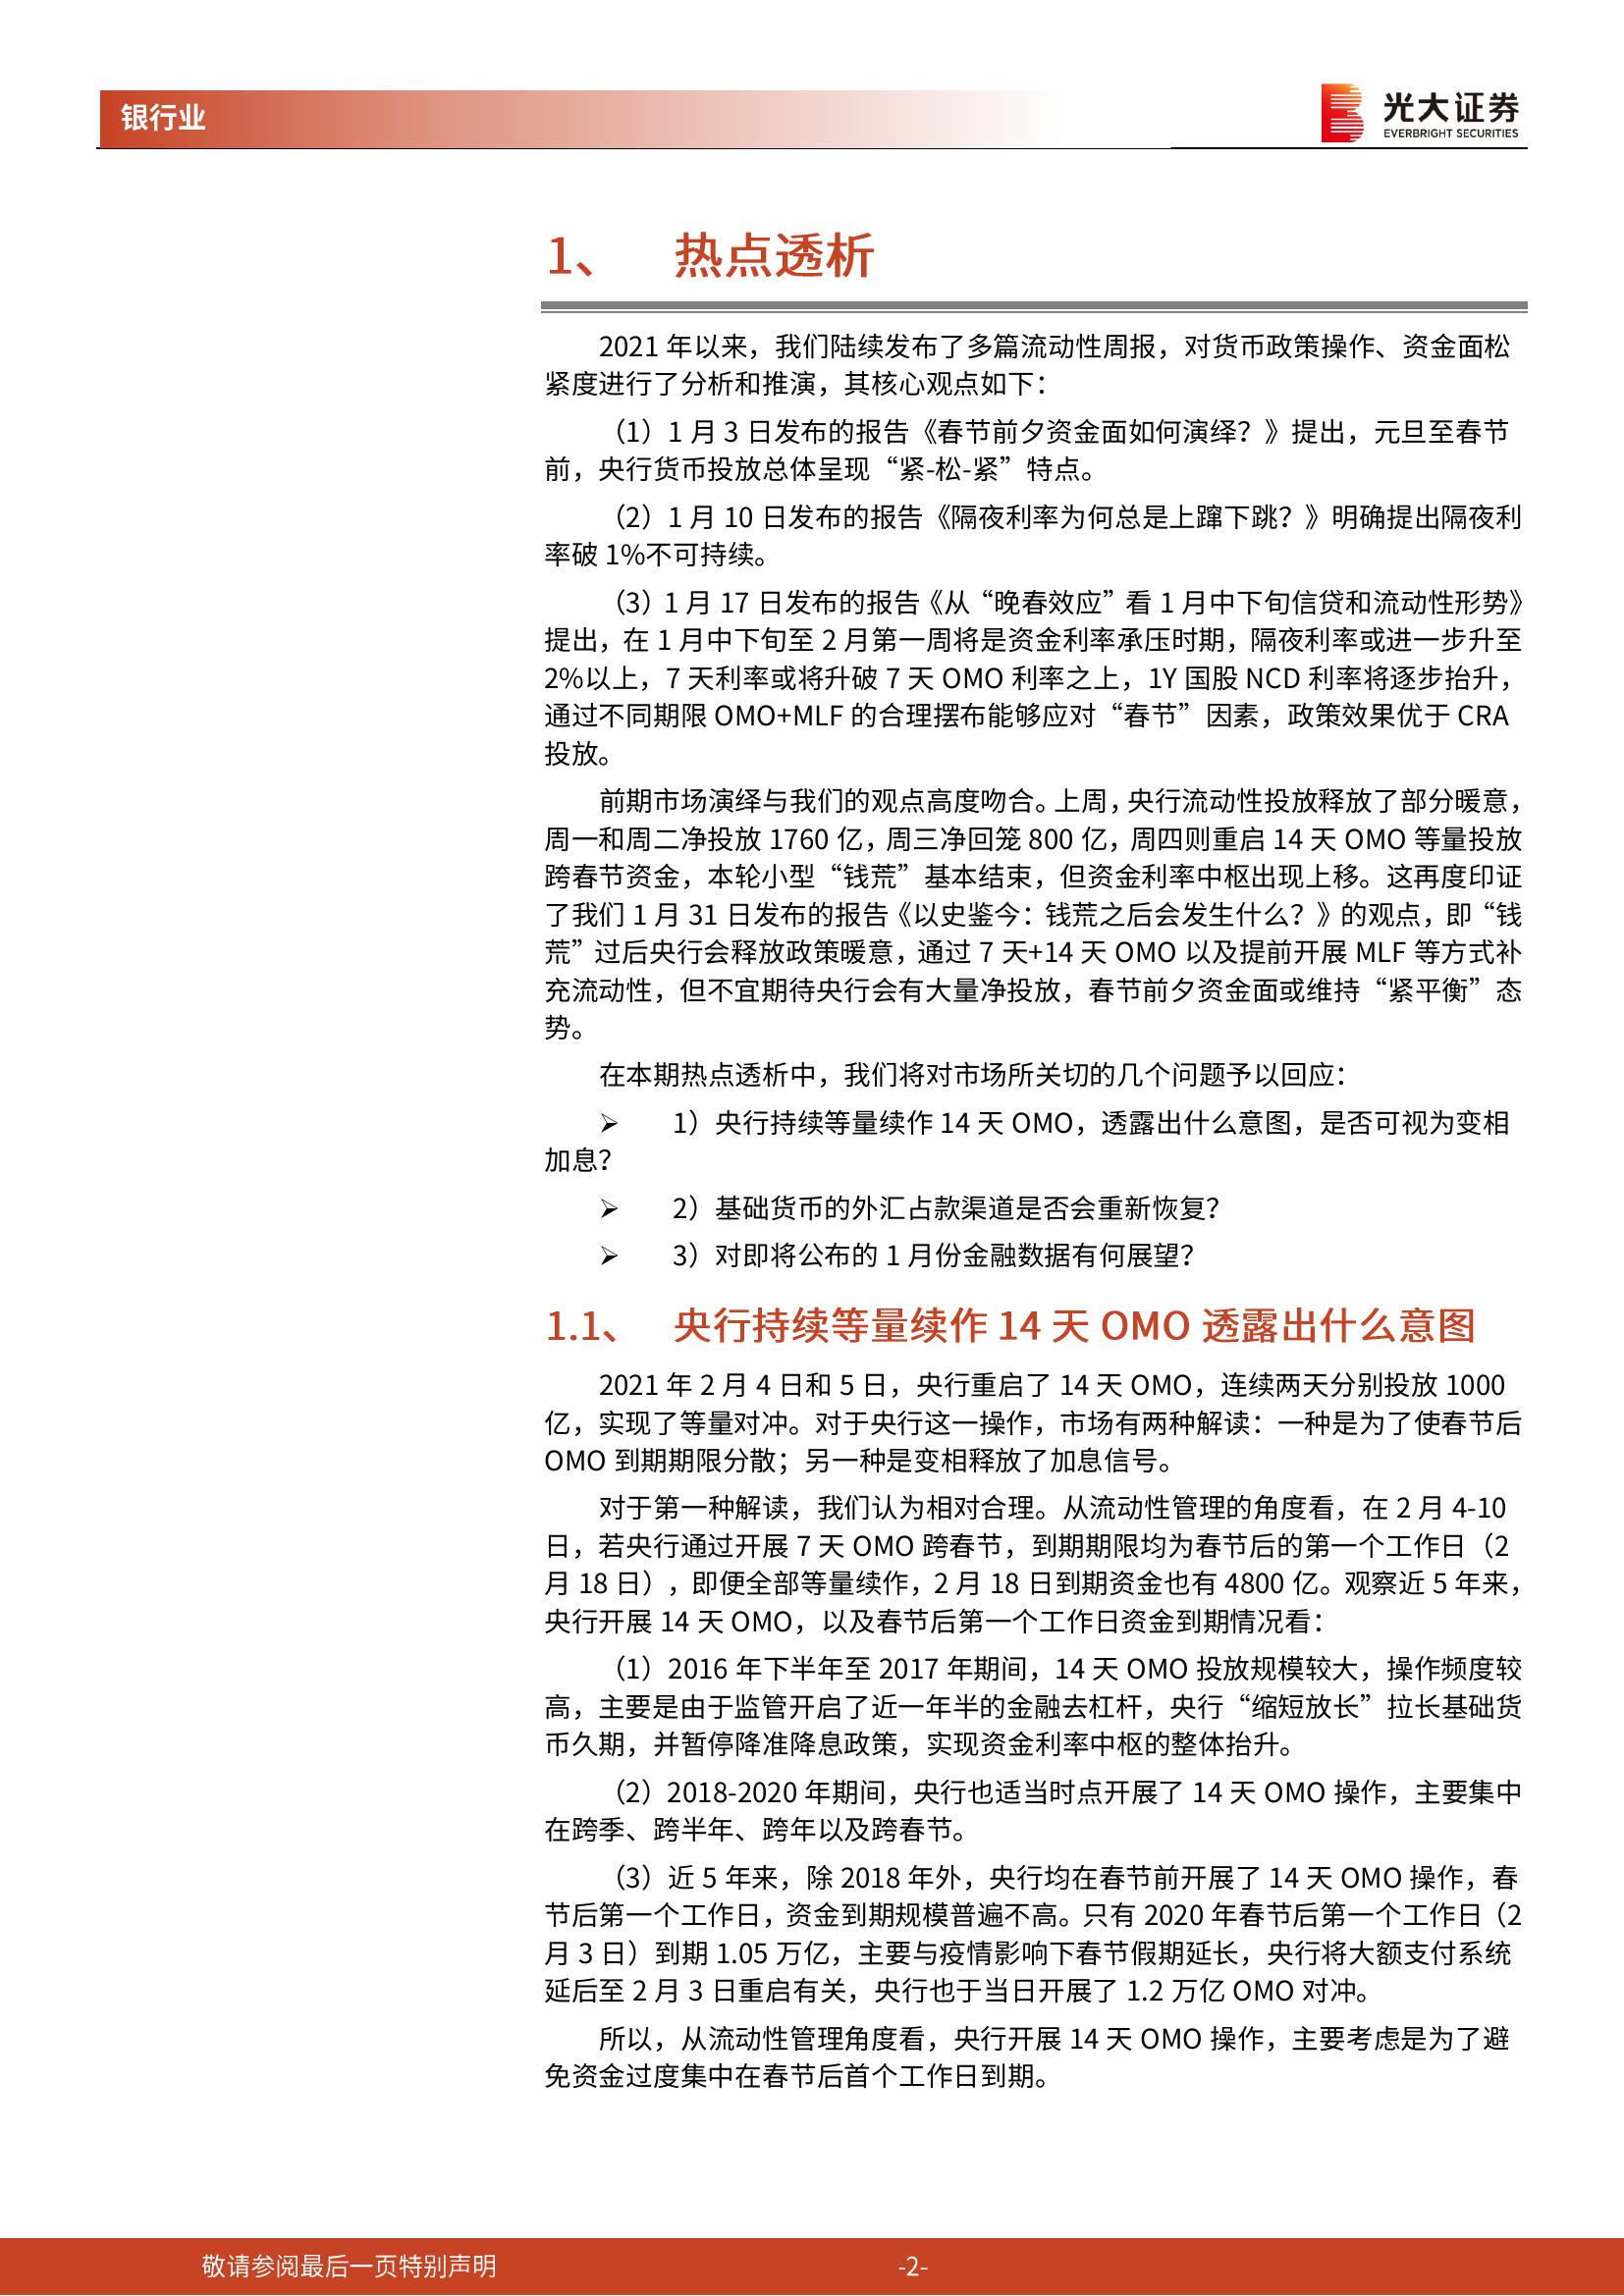 银行业
光大证券
EVERBRIGHT SECURITIES
1、 热点透析
2021 年以来，我们陆续发布了多篇流动性周报，对货币政策操作、资金面松
紧度进行了分析和推演，其核心观点如下：
（1）1 月 3 日发布的报告《春节前夕资金面如何演绎？》提出，元旦至春节
前，央行货币投放总体呈现“紧-松-紧”特点。
（2）1 月 10 日发布的报告《隔夜利率为何总是上蹿下跳？》明确提出隔夜利
率破 1%不可持续。
（3）1 月 17 日发布的报告《从“晚春效应”看 1 月中下旬信贷和流动性形势》
提出，在 1 月中下旬至 2 月第一周将是资金利率承压时期，隔夜利率或进一步升至
2%以上，7 天利率或将升破 7 天 OMO 利率之上，1Y 国股 NCD 利率将逐步抬升，
通过不同期限 OMO+MLF 的合理摆布能够应对“春节”因素，政策效果优于 CRA
投放。
前期市场演绎与我们的观点高度吻合。上周，央行流动性投放释放了部分暖意，
周一和周二净投放 1760 亿，周三净回笼 800 亿，周四则重启 14 天 OMO 等量投放
跨春节资金，本轮小型“钱荒”基本结束，但资金利率中枢出现上移。这再度印证
了我们 1 月 31 日发布的报告《以史鉴今：钱荒之后会发生什么？》的观点，即“钱
荒”过后央行会释放政策暖意，通过 7 天+14 天 OMO 以及提前开展 MLF 等方式补
充流动性，但不宜期待央行会有大量净投放，春节前夕资金面或维持“紧平衡”态
势。
在本期热点透析中，我们将对市场所关切的几个问题予以回应：
➢ 1）央行持续等量续作 14 天 OMO，透露出什么意图，是否可视为变相
加息？
➢ 2）基础货币的外汇占款渠道是否会重新恢复？
➢ 3）对即将公布的 1 月份金融数据有何展望？
1.1、 央行持续等量续作 14 天 OMO 透露出什么意图
2021 年 2 月 4 日和 5 日，央行重启了 14 天 OMO，连续两天分别投放 1000
亿，实现了等量对冲。对于央行这一操作，市场有两种解读：一种是为了使春节后
OMO 到期期限分散；另一种是变相释放了加息信号。
对于第一种解读，我们认为相对合理。从流动性管理的角度看，在 2 月 4-10
日，若央行通过开展 7 天 OMO 跨春节，到期期限均为春节后的第一个工作日（2
月 18 日），即便全部等量续作，2 月 18 日到期资金也有 4800 亿。观察近 5 年来，
央行开展 14 天 OMO，以及春节后第一个工作日资金到期情况看：
（1）2016 年下半年至 2017 年期间，14 天 OMO 投放规模较大，操作频度较
高，主要是由于监管开启了近一年半的金融去杠杆，央行“缩短放长”拉长基础货
币久期，并暂停降准降息政策，实现资金利率中枢的整体抬升。
（2）2018-2020 年期间，央行也适当时点开展了 14 天 OMO 操作，主要集中
在跨季、跨半年、跨年以及跨春节。
（3）近 5 年来，除 2018 年外，央行均在春节前开展了 14 天 OMO 操作，春
节后第一个工作日，资金到期规模普遍不高。只有 2020 年春节后第一个工作日（2
月 3 日）到期 1.05 万亿，主要与疫情影响下春节假期延长，央行将大额支付系统
延后至 2 月 3 日重启有关，央行也于当日开展了 1.2 万亿 OMO 对冲。
所以，从流动性管理角度看，央行开展 14 天 OMO 操作，主要考虑是为了避
免资金过度集中在春节后首个工作日到期。
敬请参阅最后一页特别声明
-2-